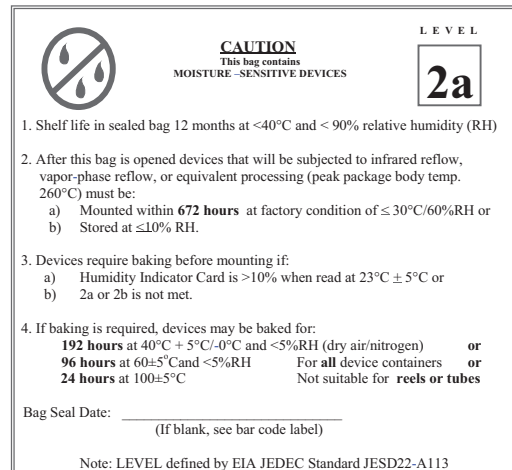 LEVEL
2a
CAUTION
This bag contains
MOISTURE –SENSITIVE DEVICES
1. Shelf life in sealed bag 12 months at <40°C and < 90% relative humidity (RH)
2. After this bag is opened devices that will be subjected to infrared reflow,
vapor-phase reflow, or equivalent processing (peak package body temp.
260°C) must be:
a) Mounted within 672 hours at factory condition of ≤ 30°C/60%RH or
b) Stored at ≤10% RH.
3. Devices require baking before mounting if:
a) Humidity Indicator Card is >10% when read at 23°C ± 5°C or
b) 2a or 2b is not met.
4. If baking is required, devices may be baked for:
192 hours at 40°C + 5°C/-0°C and <5%RH (dry air/nitrogen) or
96 hours at 60±5°Cand <5%RH For all device containers or
24 hours at 100±5°C Not suitable for reels or tubes
Bag Seal Date: ______________________________
(If blank, see bar code label)
Note: LEVEL defined by EIA JEDEC Standard JESD22-A113